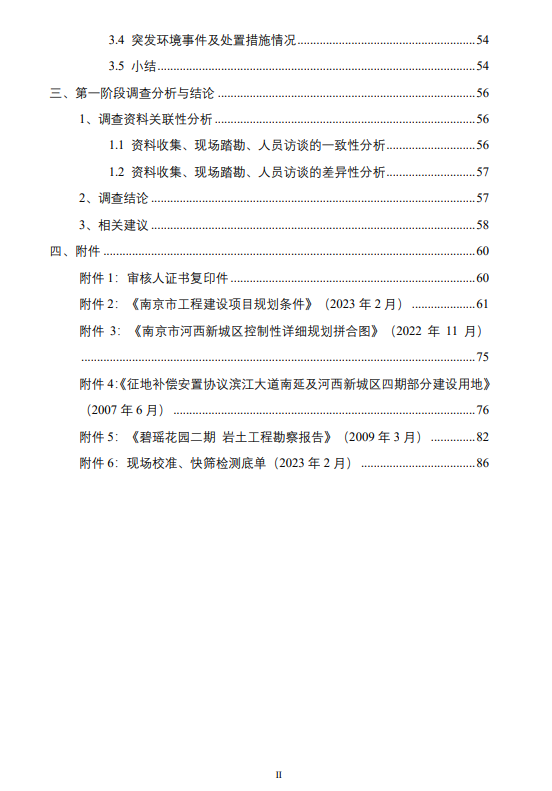 3.4 突发环境事件及处置措施情况........................................................54
3.5 小结....................................................................................................54
三、第一阶段调查分析与结论 ................................................................................56
1、调查资料关联性分析 ..................................................................................56
1.1 资料收集、现场踏勘、人员访谈的一致性分析............................56
1.2 资料收集、现场踏勘、人员访谈的差异性分析............................57
2、调查结论 ......................................................................................................57
3、相关建议 ......................................................................................................58
四、附件 .....................................................................................................................60
附件 1：审核人证书复印件.............................................................................60
附件 2：《南京市工程建设项目规划条件》（2023 年 2 月） ....................61
附件 3：《南京市河西新城区控制性详细规划拼合图》（2022 年 11 月）
............................................................................................................................75
附件 4：《征地补偿安置协议滨江大道南延及河西新城区四期部分建设用地》
（2007 年 6 月） ...............................................................................................76
附件 5：《碧瑶花园二期 岩土工程勘察报告》（2009 年 3 月） ..............82
附件 6：现场校准、快筛检测底单（2023 年 2 月） ....................................86
II